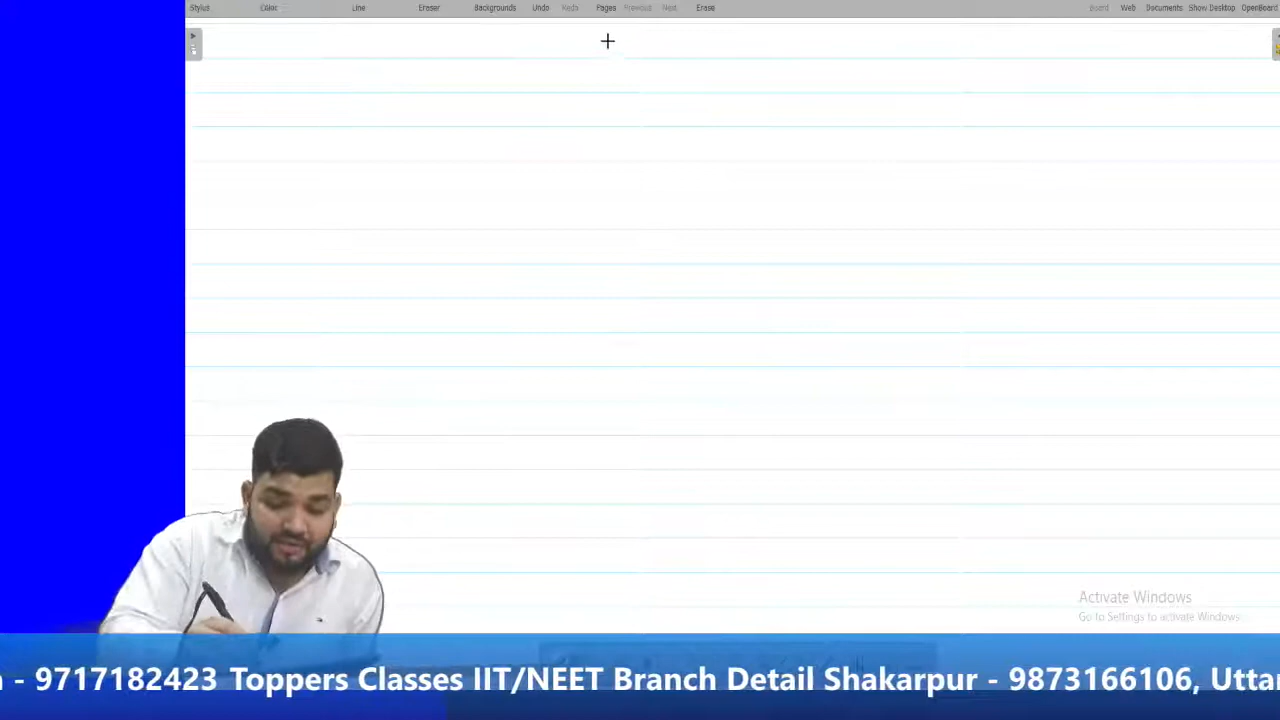 Stylus Color Line Eraser Backgrounds Undo Redo Pages Previous Next Erase Board Web Documents Show Desktop OpenBoard
Activate Windows
Go to Settings to activate Windows.
- 9717182423 Toppers Classes IIT/NEET Branch Detail Shakarpur - 9873166106,